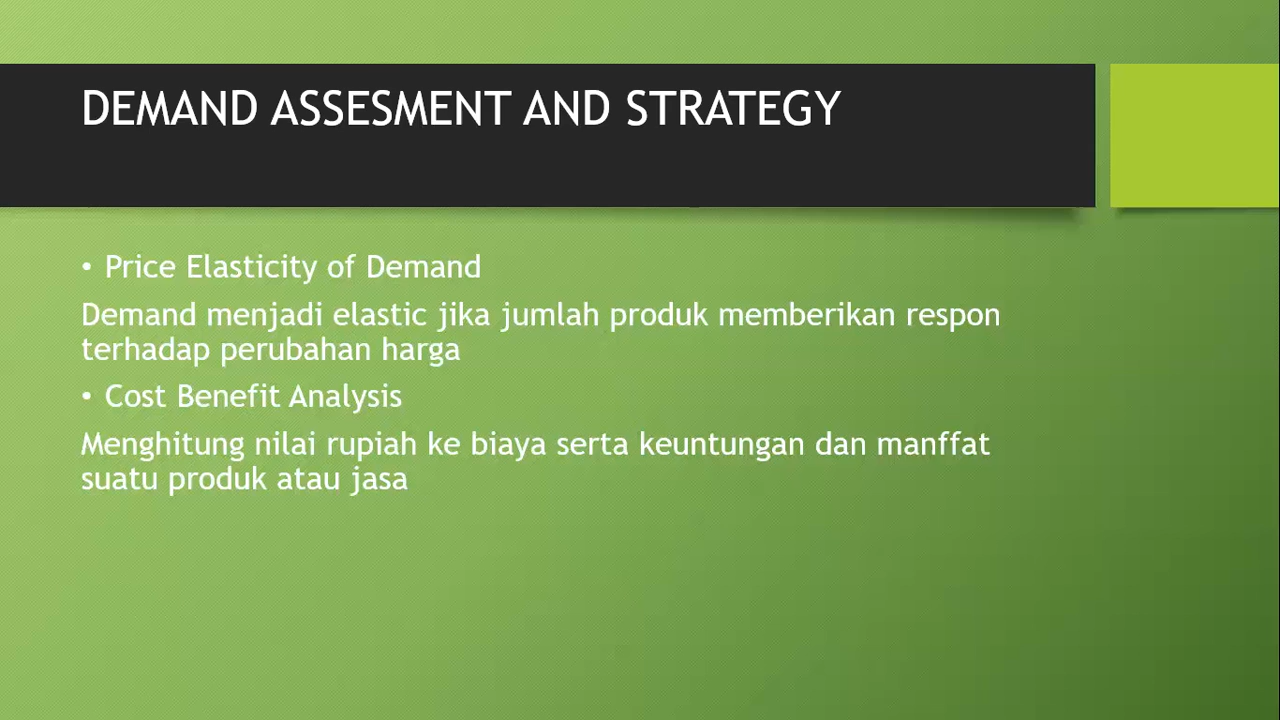 DEMAND ASSESMENT AND STRATEGY
• Price Elasticity of Demand
Demand menjadi elastic jika jumlah produk memberikan respon
terhadap perubahan harga
• Cost Benefit Analysis
Menghitung nilai rupiah ke biaya serta keuntungan dan manffat
suatu produk atau jasa